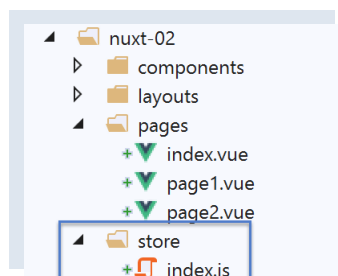 nuxt-02
components
layouts
pages
index.vue
page1.vue
page2.vue
store
index.js